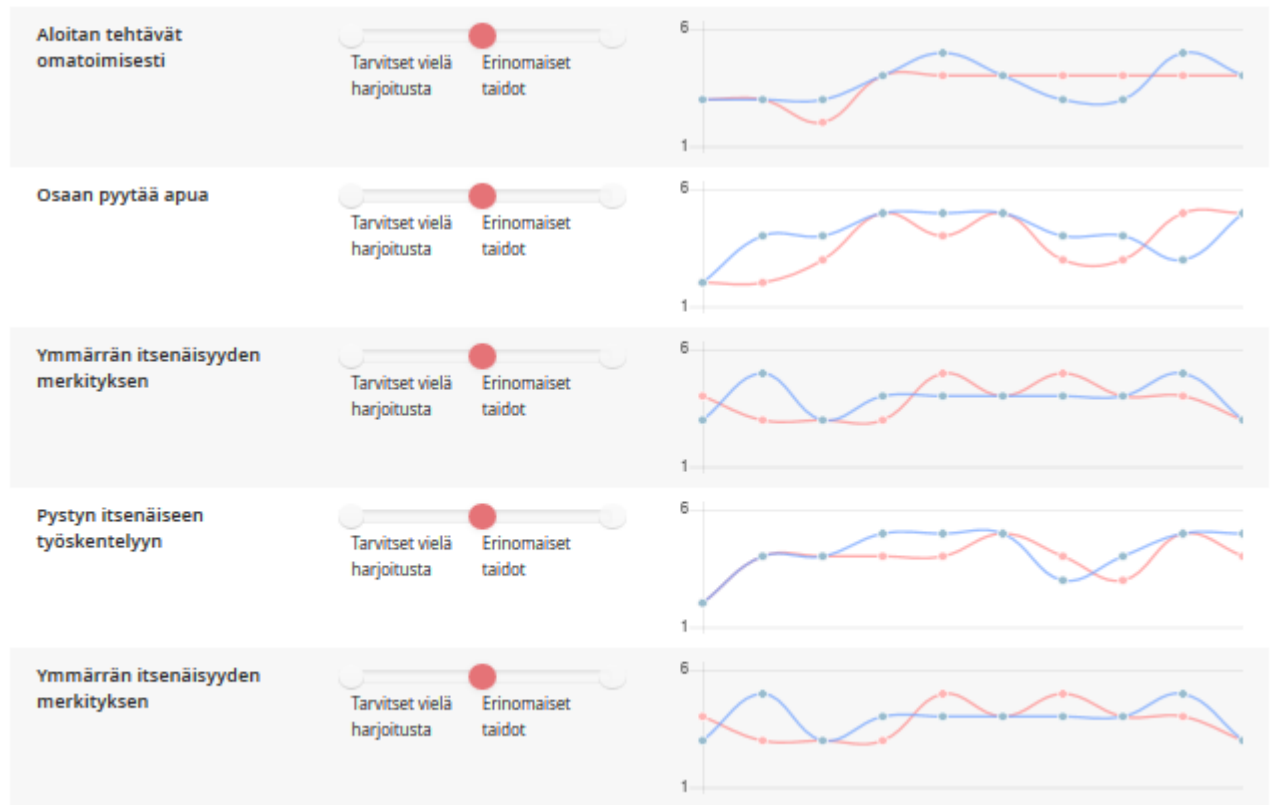 Aloitan tehtävät
omatoimisesti
Tarvitset vielä
harjoitusta
Erinomaiset
taidot
6
1
Osaan pyytää apua
Tarvitset vielä
harjoitusta
Erinomaiset
taidot
6
1
Ymmärrän itsenäisyyden
merkityksen
Tarvitset vielä
harjoitusta
Erinomaiset
taidot
6
1
Pystyn itsenäiseen
työskentelyyn
Tarvitset vielä
harjoitusta
Erinomaiset
taidot
6
1
Ymmärrän itsenäisyyden
merkityksen
Tarvitset vielä
harjoitusta
Erinomaiset
taidot
6
1